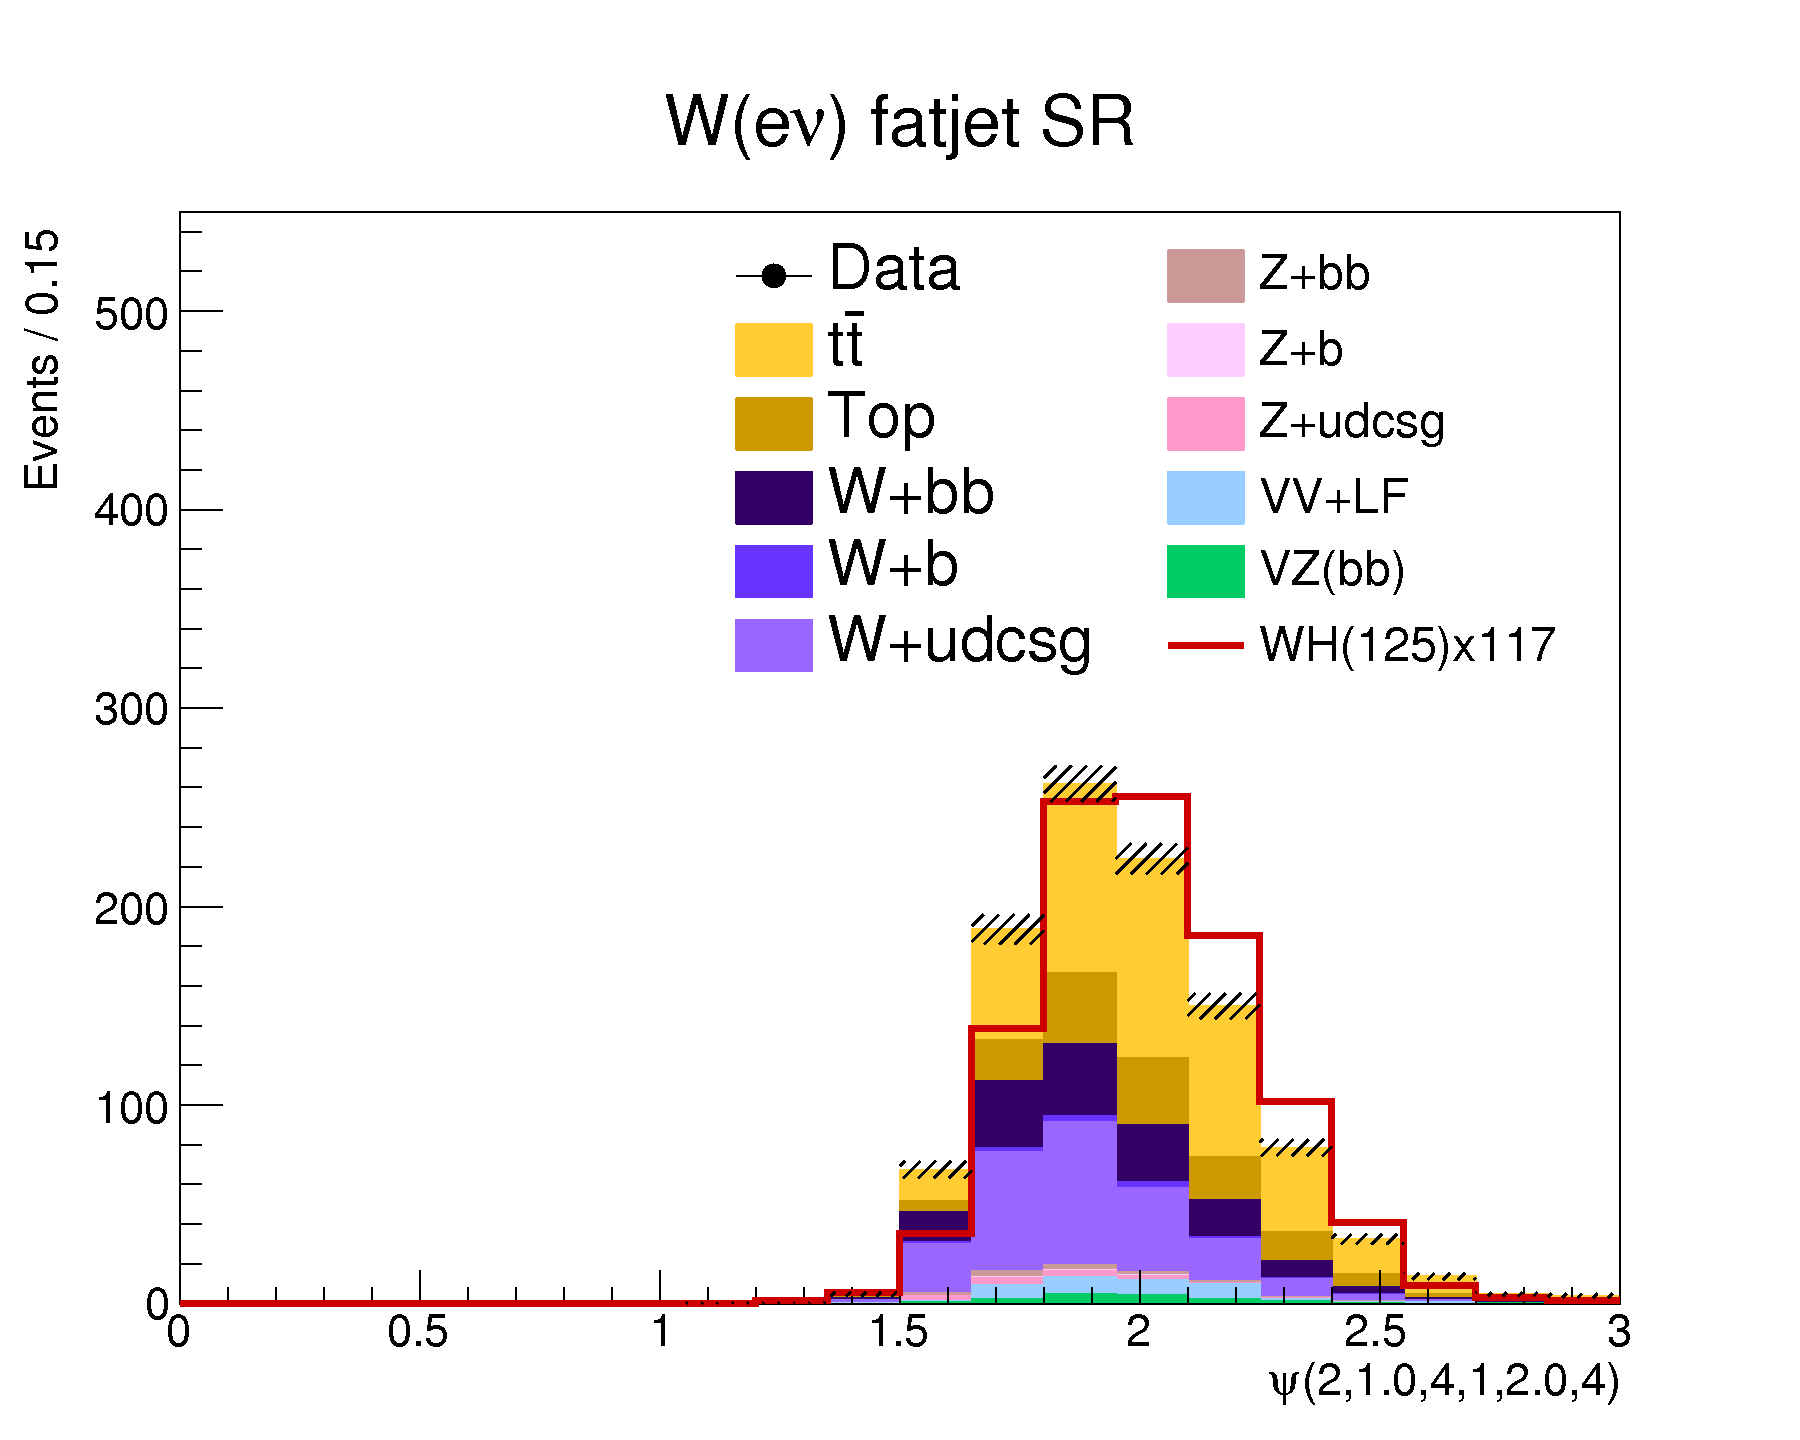 W(eν) fatjet SR
Events / 0.15
Data
tt̄
Top
W+bb
W+b
W+udcsg
Z+bb
Z+b
Z+udcsg
VV+LF
VZ(bb)
WH(125)x117
500
400
300
200
100
0
0 0.5 1 1.5 2 2.5 3
ψ(2,1.0,4,1,2.0,4)